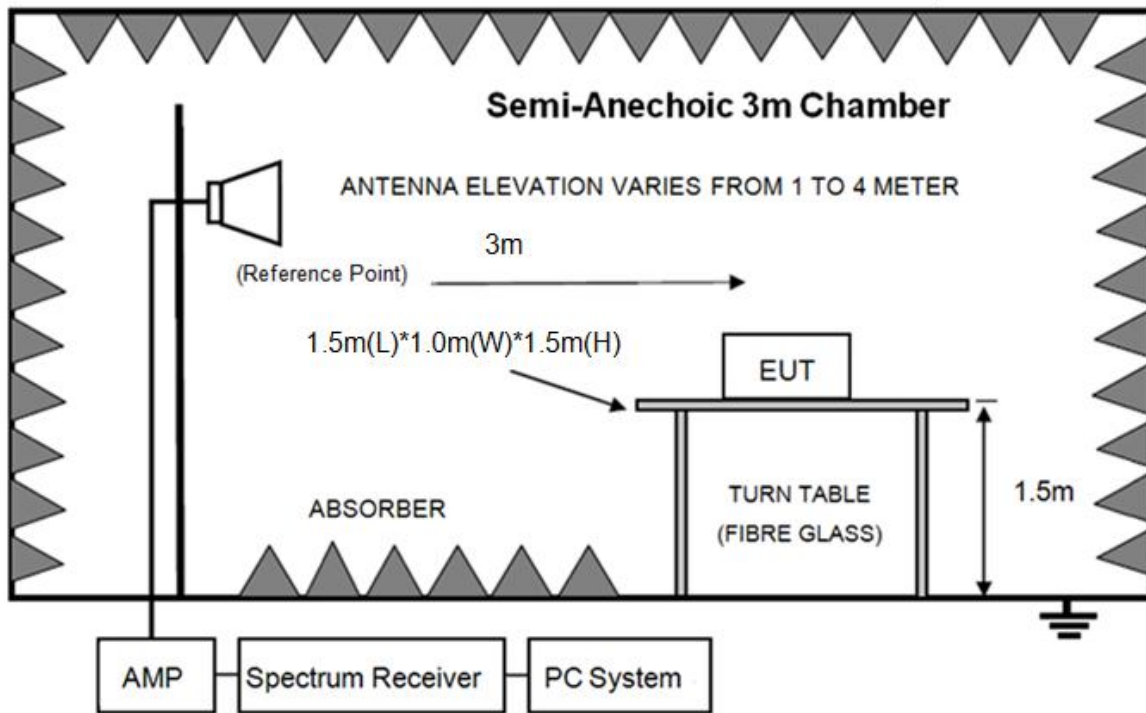 Semi-Anechoic 3m Chamber
ANTENNA ELEVATION VARIES FROM 1 TO 4 METER
3m
(Reference Point)
1.5m(L)*1.0m(W)*1.5m(H)
EUT
1.5m
TURN TABLE
(FIBRE GLASS)
ABSORBER
AMP
Spectrum Receiver
PC System